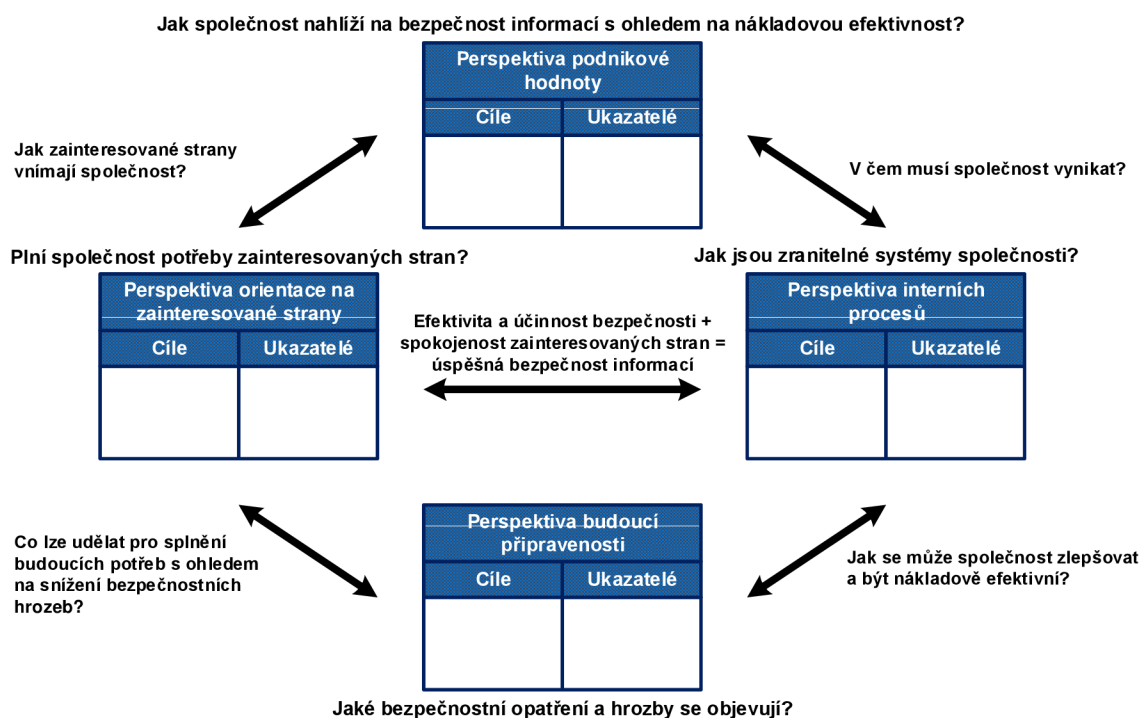 Jak společnost nahlíží na bezpečnost informací s ohledem na nákladovou efektivnost?
Perspektiva podnikové
hodnoty
Cíle
Ukazatelé
Jak zainteresované strany
vnímají společnost?
V čem musí společnost vynikat?
Plní společnost potřeby zainteresovaných stran?
Jak jsou zranitelné systémy společnosti?
Perspektiva orientace na
zainteresované strany
Cíle
Ukazatelé
Efektivita a účinnost bezpečnosti +
spokojenost zainteresovaných stran =
úspěšná bezpečnost informací
Perspektiva interních
procesů
Cíle
Ukazatelé
Co lze udělat pro splnění
budoucích potřeb s ohledem
na snížení bezpečnostních
hrozeb?
Perspektiva budoucí
připravenosti
Cíle
Ukazatelé
Jak se může společnost zlepšovat
a být nákladově efektivní?
Jaké bezpečnostní opatření a hrozby se objevují?